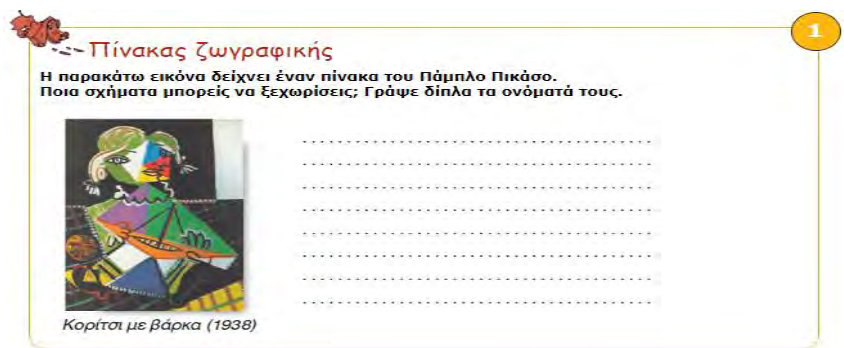 1
Πίνακας ζωγραφικής
Η παρακάτω εικόνα δείχνει έναν πίνακα του Πάμπλο Πικάσο.
Ποια σχήματα μπορείς να ξεχωρίσεις; Γράψε δίπλα τα ονόματά τους.
Κορίτσι με βάρκα (1938)